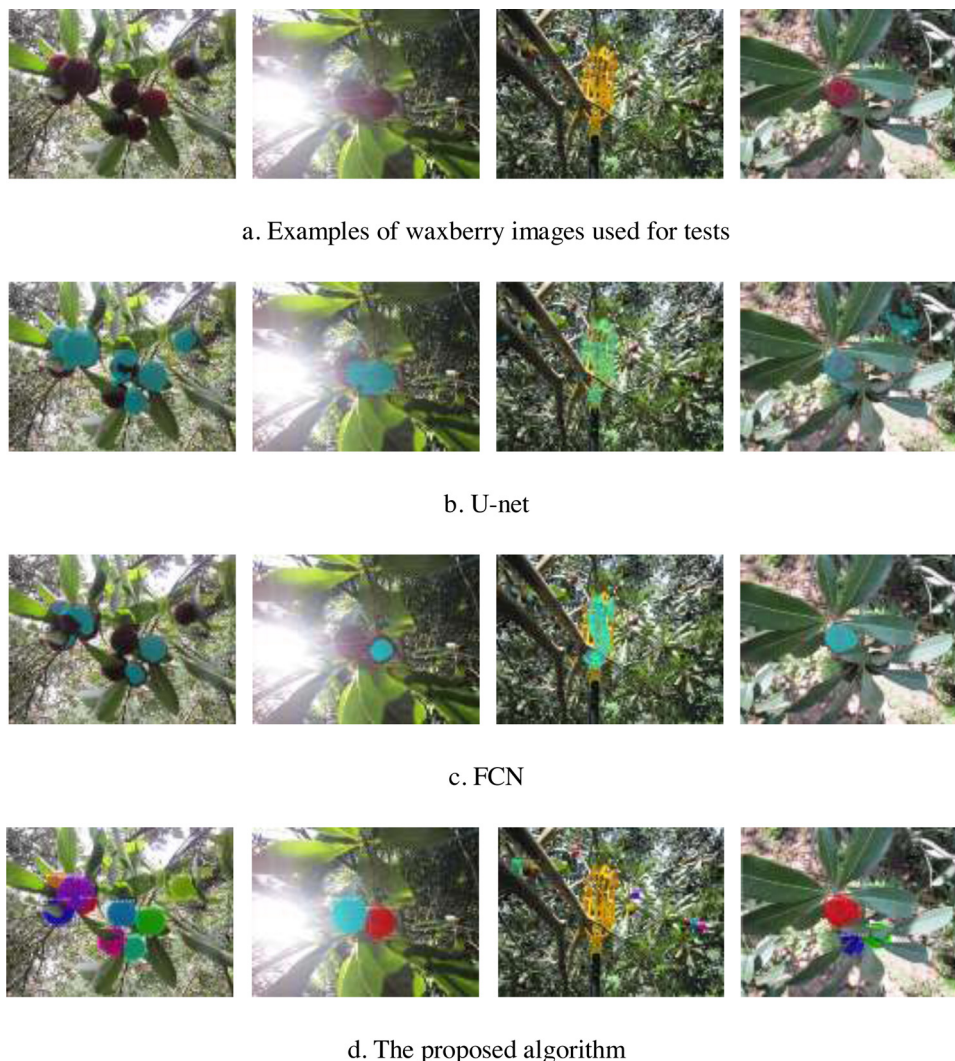 a. Examples of waxberry images used for tests
b. U-net
c. FCN
d. The proposed algorithm